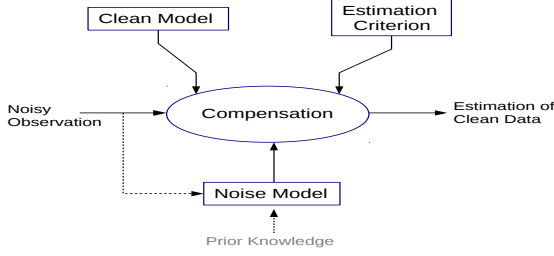 Clean Model
Estimation
Criterion
Noisy
Observation
Compensation
Estimation of
Clean Data
Noise Model
Prior Knowledge